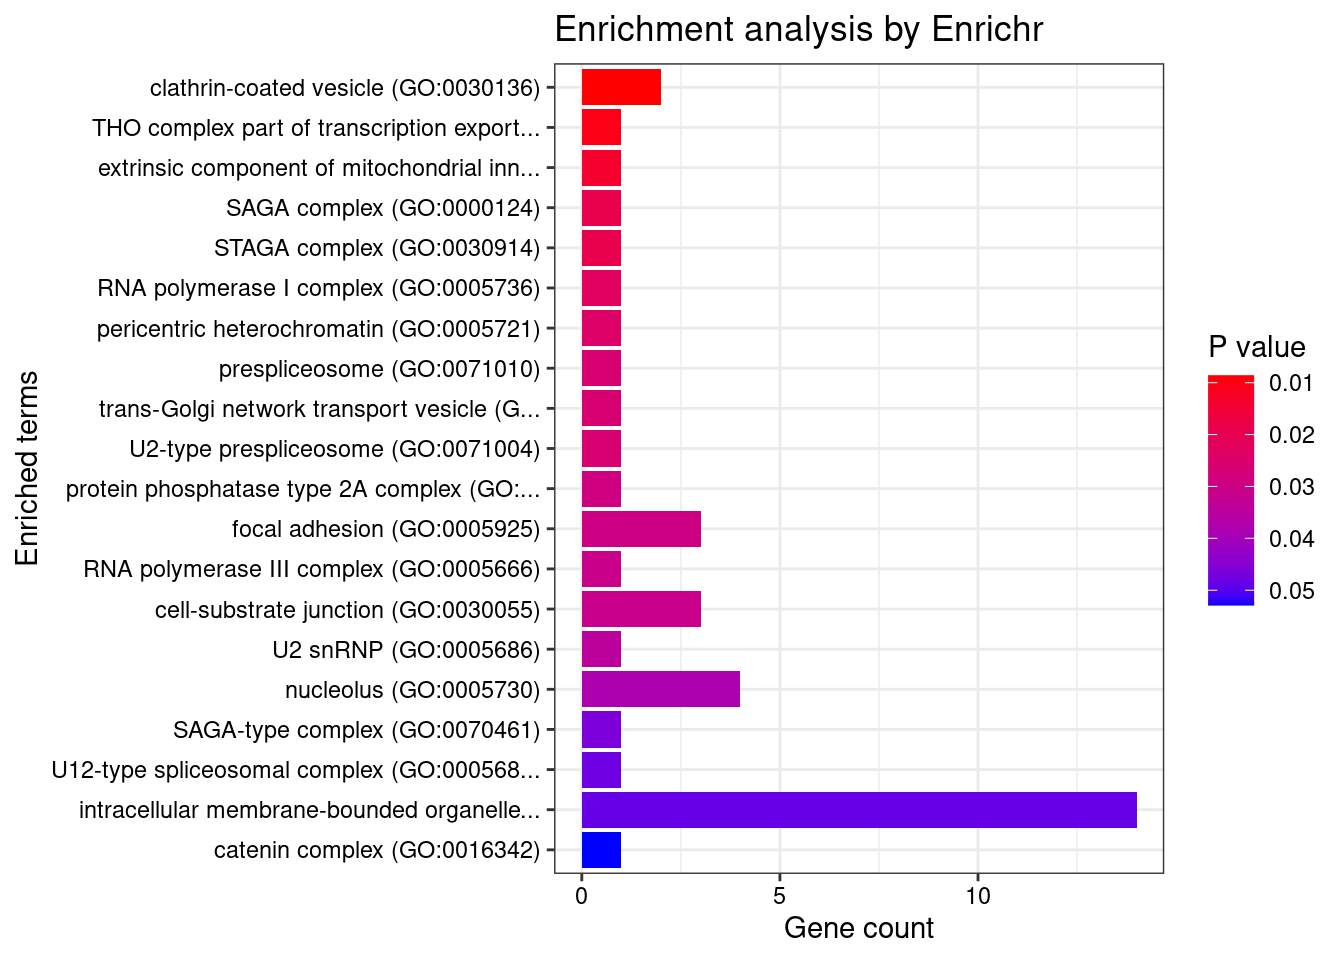 Enrichment analysis by Enrichr
clathrin-coated vesicle (GO:0030136)
THO complex part of transcription export...
extrinsic component of mitochondrial inn...
SAGA complex (GO:0000124)
STAGA complex (GO:0030914)
RNA polymerase I complex (GO:0005736)
pericentric heterochromatin (GO:0005721)
prespliceosome (GO:0071010)
trans-Golgi network transport vesicle (G...
U2-type prespliceosome (GO:0071004)
protein phosphatase type 2A complex (GO:...
focal adhesion (GO:0005925)
RNA polymerase III complex (GO:0005666)
cell-substrate junction (GO:0030055)
U2 snRNP (GO:0005686)
nucleolus (GO:0005730)
SAGA-type complex (GO:0070461)
U12-type spliceosomal complex (GO:000568...
intracellular membrane-bounded organelle...
catenin complex (GO:0016342)
Enriched terms
0 5 10
Gene count
P value
0.01
0.02
0.03
0.04
0.05